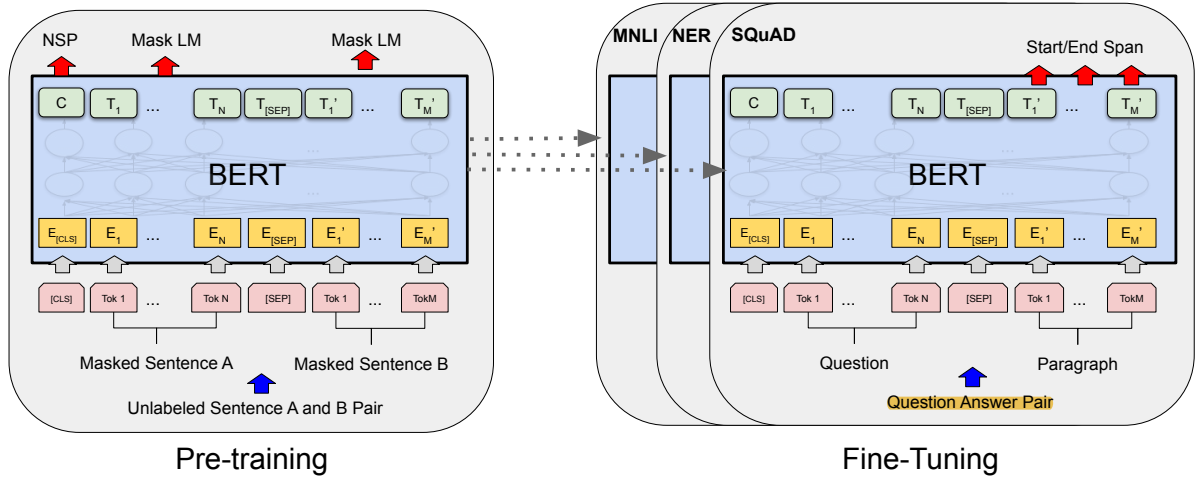 NSP Mask LM Mask LM
C T1 ... TN T[SEP] T1' ... TM'
...
BERT
...
E[CLS] E1 ... EN E[SEP] E1' ... EM'
[CLS] Tok 1 ... Tok N [SEP] Tok 1 ... TokM
Masked Sentence A Masked Sentence B
Unlabeled Sentence A and B Pair
Pre-training
MNLI NER SQuAD
Start/End Span
C T1 ... TN T[SEP] T1' ... TM'
...
BERT
...
E[CLS] E1 ... EN E[SEP] E1' ... EM'
[CLS] Tok 1 ... Tok N [SEP] Tok 1 ... TokM
Question Paragraph
Question Answer Pair
Fine-Tuning